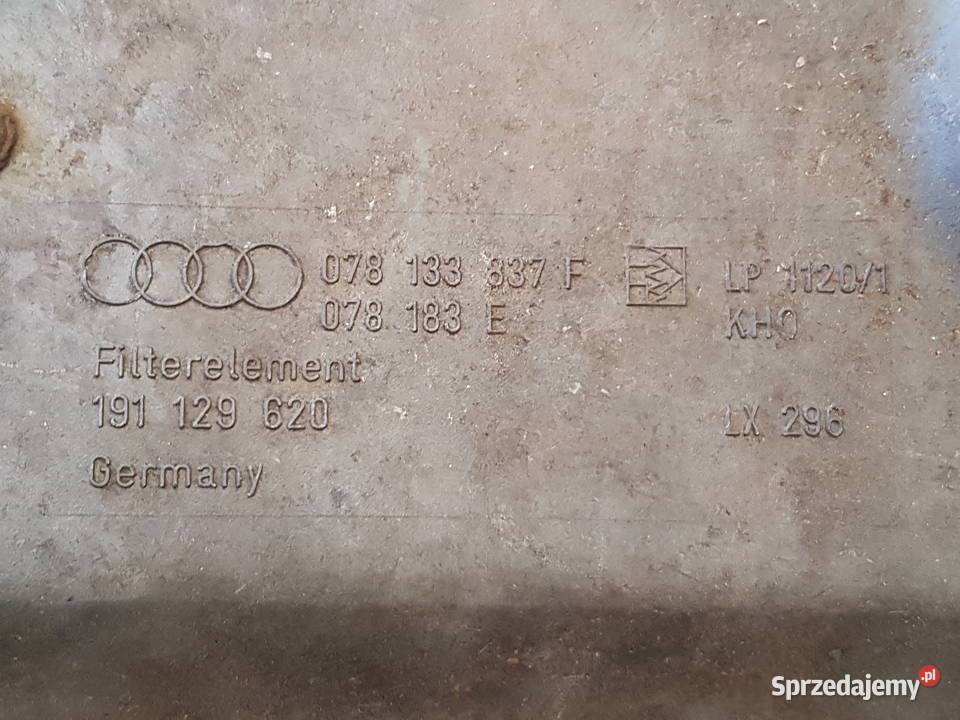 078 133 837 F LP 1120/1
078 183 E KHO
Filterelement
191 129 620 LX 296
Germany
Sprzedajemy.pl